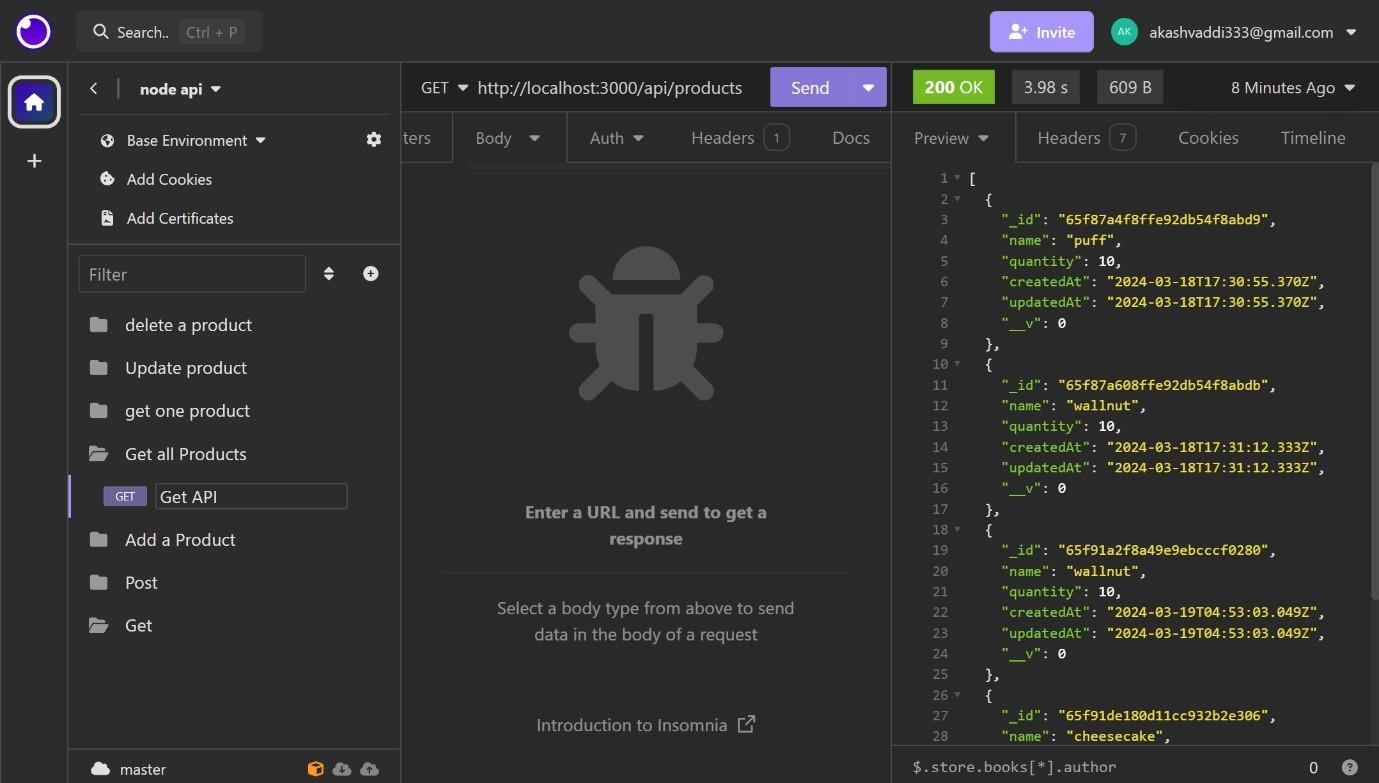 Search.. Ctrl + P
Invite
AK akashvaddi333@gmail.com
node api
Base Environment
Add Cookies
Add Certificates
Filter
delete a product
Update product
get one product
Get all Products
GET Get API
Add a Product
Post
Get
master
GET http://localhost:3000/api/products Send
ters Body Auth Headers 1 Docs
Enter a URL and send to get a
response
Select a body type from above to send
data in the body of a request
Introduction to Insomnia
200 OK 3.98 s 609 B 8 Minutes Ago
Preview Headers 7 Cookies Timeline
1 [
2 {
3 "_id": "65f87a4f8ffe92db54f8abd9",
4 "name": "puff",
5 "quantity": 10,
6 "createdAt": "2024-03-18T17:30:55.370Z",
7 "updatedAt": "2024-03-18T17:30:55.370Z",
8 "__v": 0
9 },
10 {
11 "_id": "65f87a608ffe92db54f8abdb",
12 "name": "wallnut",
13 "quantity": 10,
14 "createdAt": "2024-03-18T17:31:12.333Z",
15 "updatedAt": "2024-03-18T17:31:12.333Z",
16 "__v": 0
17 },
18 {
19 "_id": "65f91a2f8a49e9ebcccf0280",
20 "name": "wallnut",
21 "quantity": 10,
22 "createdAt": "2024-03-19T04:53:03.049Z",
23 "updatedAt": "2024-03-19T04:53:03.049Z",
24 "__v": 0
25 },
26 {
27 "_id": "65f91de180d11cc932b2e306",
28 "name": "cheesecake",
$.store.books[*].author 0 ?